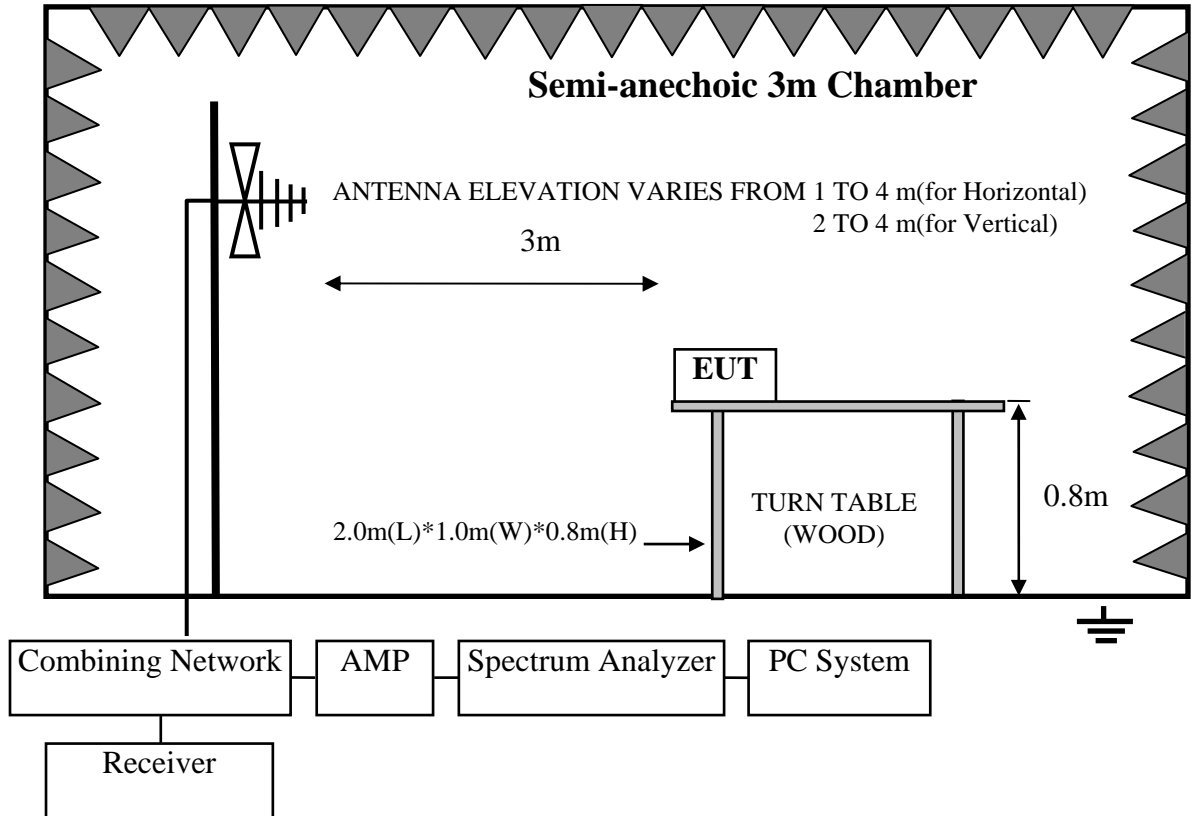 Semi-anechoic 3m Chamber
ANTENNA ELEVATION VARIES FROM 1 TO 4 m(for Horizontal)
2 TO 4 m(for Vertical)
3m
EUT
0.8m
TURN TABLE
(WOOD)
2.0m(L)*1.0m(W)*0.8m(H)
Combining Network
AMP
Spectrum Analyzer
PC System
Receiver